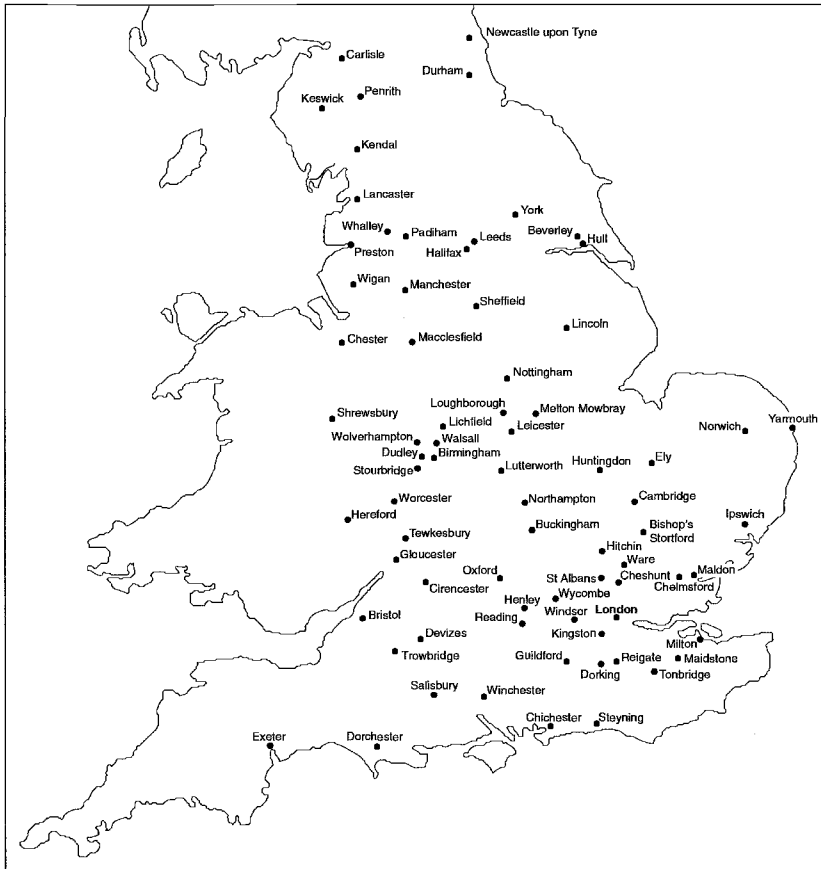 Newcastle upon Tyne
Carlisle
Durham
Penrith
Keswick
Kendal
Lancaster
York
Whalley
Padiham
Beverley
Leeds
Hull
Preston
Halifax
Wigan
Manchester
Sheffield
Lincoln
Chester
Macclesfield
Nottingham
Loughborough
Melton Mowbray
Shrewsbury
Lichfield
Leicester
Norwich
Yarmouth
Wolverhampton
Walsall
Dudley
Birmingham
Stourbridge
Lutterworth
Huntingdon
Ely
Worcester
Northampton
Cambridge
Hereford
Ipswich
Buckingham
Bishop's
Stortford
Tewkesbury
Hitchin
Gloucester
Ware
Oxford
St Albans
Cheshunt
Maldon
Cirencester
Chelmsford
Wycombe
Henley
Windsor
London
Bristol
Reading
Kingston
Devizes
Milton
Trowbridge
Guildford
Reigate
Maidstone
Dorking
Tonbridge
Salisbury
Winchester
Chichester
Steyning
Exeter
Dorchester